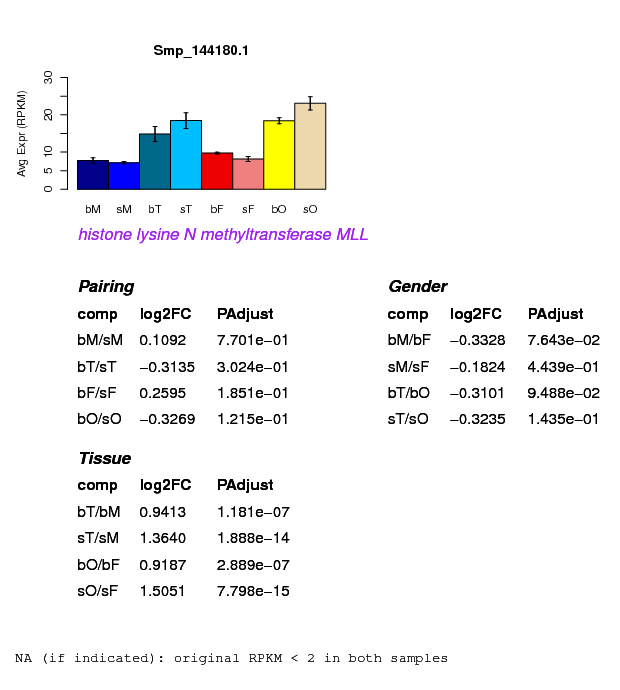 Smp_144180.1
Avg Expr (RPKM)
0 5 10 20 30
bM sM bT sT bF sF bO sO
histone lysine N methyltransferase MLL
Pairing
comp log2FC PAdjust
bM/sM 0.1092 7.701e−01
bT/sT −0.3135 3.024e−01
bF/sF 0.2595 1.851e−01
bO/sO −0.3269 1.215e−01
Gender
comp log2FC PAdjust
bM/bF −0.3328 7.643e−02
sM/sF −0.1824 4.439e−01
bT/bO −0.3101 9.488e−02
sT/sO −0.3235 1.435e−01
Tissue
comp log2FC PAdjust
bT/bM 0.9413 1.181e−07
sT/sM 1.3640 1.888e−14
bO/bF 0.9187 2.889e−07
sO/sF 1.5051 7.798e−15
NA (if indicated): original RPKM < 2 in both samples